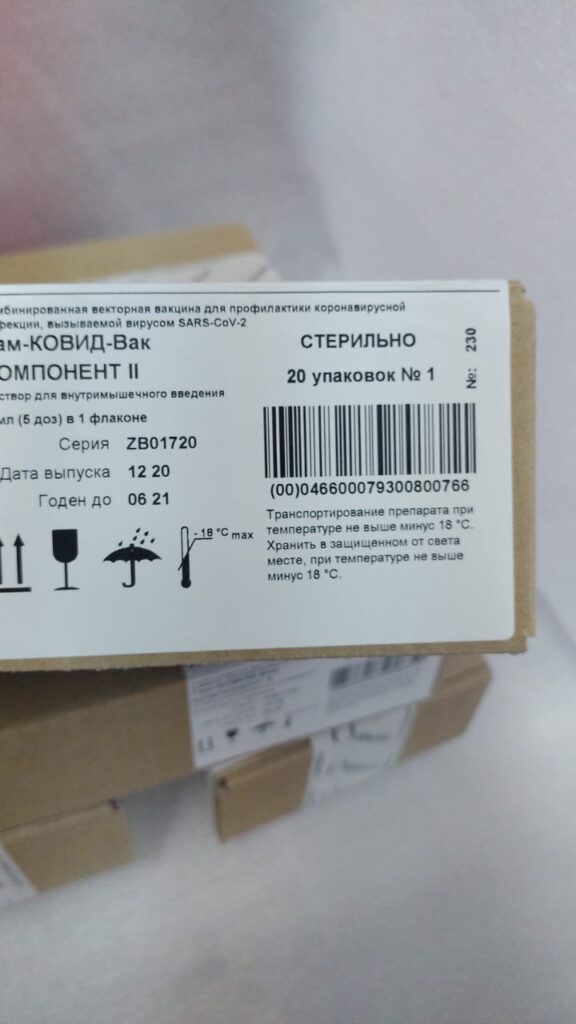 мбинированная векторная вакцина для профилактики коронавирусной
фекции, вызываемой вирусом SARS-CoV-2
ам-КОВИД-Вак
ОМПОНЕНТ II
створ для внутримышечного введения
мл (5 доз) в 1 флаконе
Серия ZB01720
Дата выпуска 12 20
Годен до 06 21
- 18 °C max
СТЕРИЛЬНО
20 упаковок № 1
№: 230
(00)046600079300800766
Транспортирование препарата при
температуре не выше минус 18 °С.
Хранить в защищенном от света
месте, при температуре не выше
минус 18 °С.